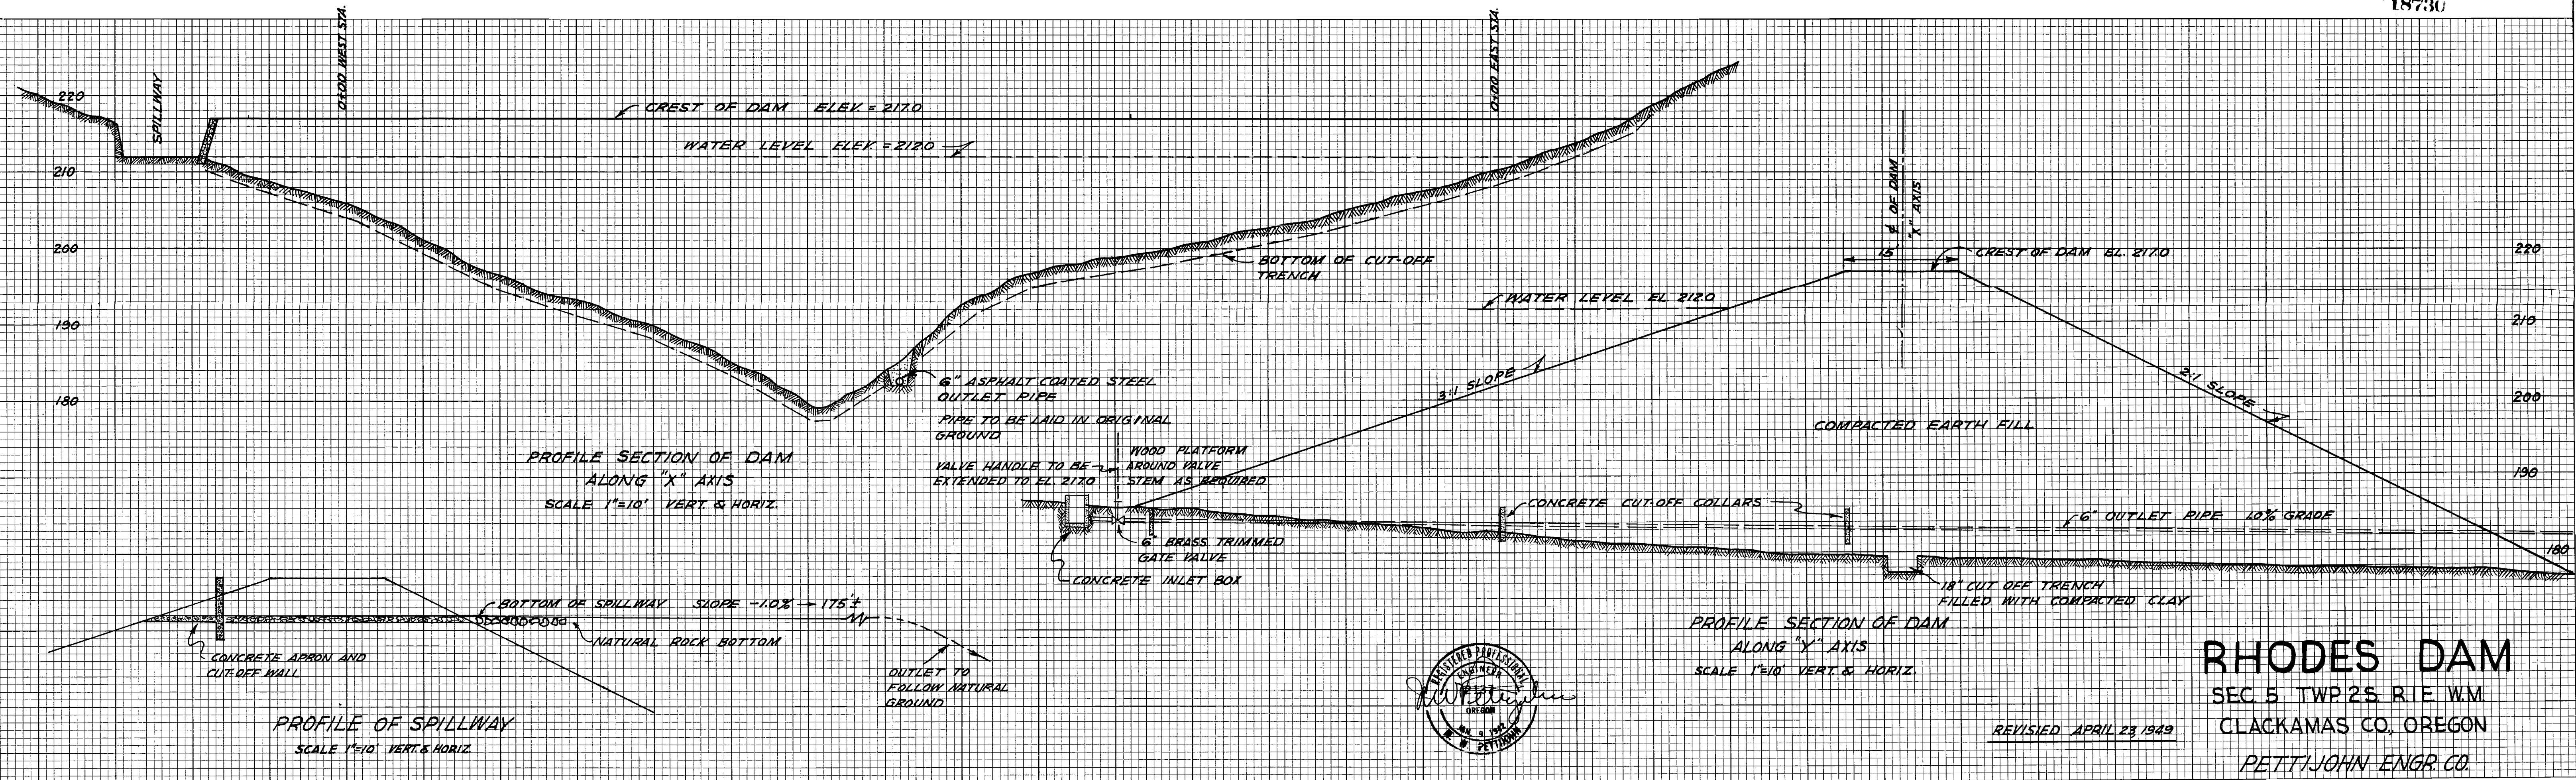 18730
0+00 WEST STA.
0+00 EAST STA.
SPILLWAY
220
210
200
190
180
CREST OF DAM ELEV. = 217.0
WATER LEVEL ELEV. = 212.0
BOTTOM OF CUT-OFF
TRENCH
6" ASPHALT COATED STEEL
OUTLET PIPE
PIPE TO BE LAID IN ORIGINAL
GROUND
PROFILE SECTION OF DAM
ALONG "X" AXIS
SCALE 1"=10' VERT. & HORIZ.
℄ OF DAM
"X" AXIS
15'
CREST OF DAM EL. 217.0
WATER LEVEL EL. 212.0
3:1 SLOPE
2:1 SLOPE
COMPACTED EARTH FILL
220
210
200
190
180
VALVE HANDLE TO BE
EXTENDED TO EL. 217.0
WOOD PLATFORM
AROUND VALVE
STEM AS REQUIRED
CONCRETE CUT-OFF COLLARS
6" OUTLET PIPE 1.0% GRADE
6" BRASS TRIMMED
GATE VALVE
CONCRETE INLET BOX
18" CUT OFF TRENCH
FILLED WITH COMPACTED CLAY
PROFILE SECTION OF DAM
ALONG "Y" AXIS
SCALE 1"=10' VERT. & HORIZ.
BOTTOM OF SPILLWAY SLOPE -1.0% → 175'±
NATURAL ROCK BOTTOM
CONCRETE APRON AND
CUT-OFF WALL
OUTLET TO
FOLLOW NATURAL
GROUND
PROFILE OF SPILLWAY
SCALE 1"=10' VERT. & HORIZ.
REGISTERED PROFESSIONAL
ENGINEER
OREGON
JAN. 9, 1942
W. W. PETTIJOHN
RHODES DAM
SEC. 5 TWP. 2 S. R.1E. W.M.
CLACKAMAS CO., OREGON
REVISIED APRIL 23, 1949
PETTIJOHN ENGR. CO.